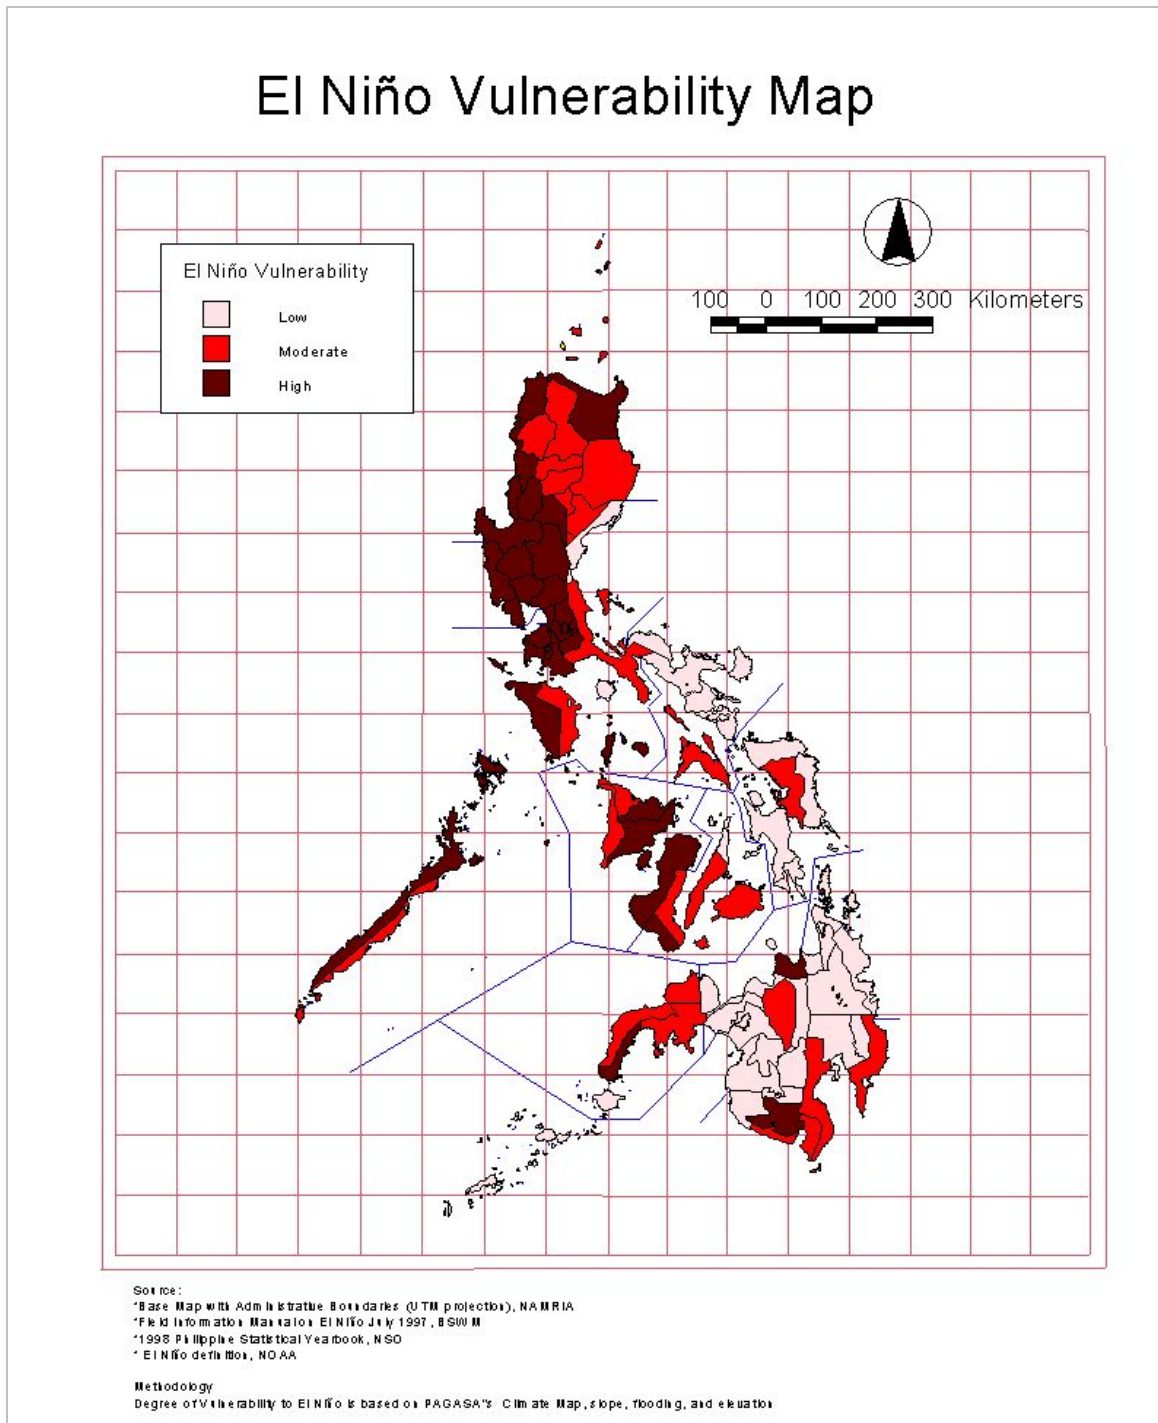 El Niño Vulnerability Map
El Niño Vulnerability
Low
Moderate
High
100 0 100 200 300 Kilometers
Source:
*Base Map with Administrative Boundaries (UTM projection), NAMRIA
*Field Information Manual on El Niño July 1997, BSWM
*1998 Philippine Statistical Yearbook, NSO
* El Niño definition, NOAA
Methodology
Degree of Vulnerability to El Niño is based on PAGASA"s Climate Map, slope, flooding, and elevation